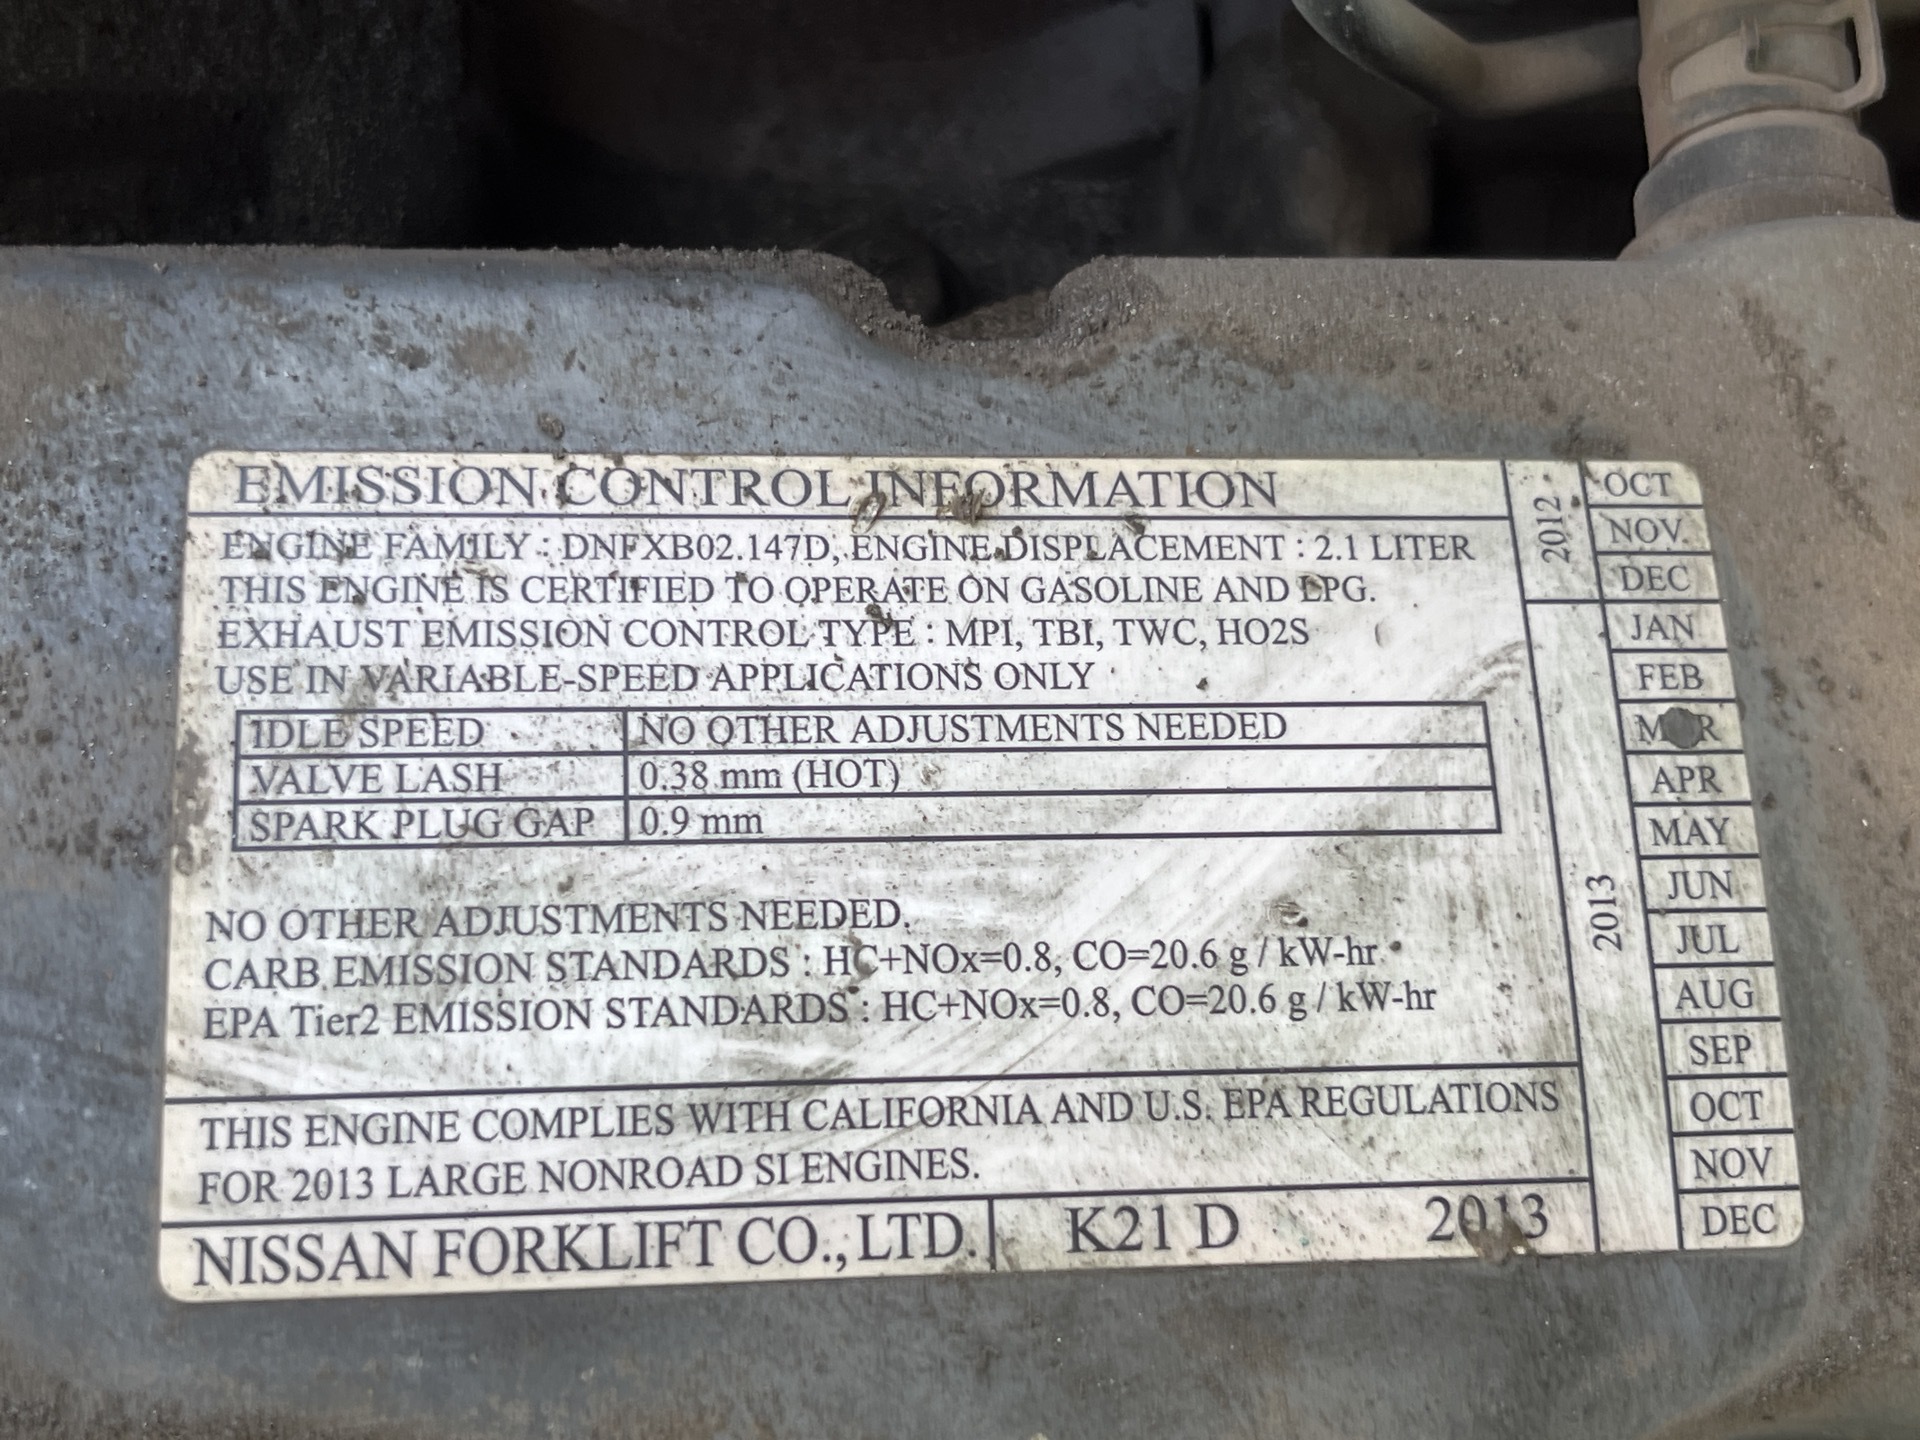 EMISSION CONTROL INFORMATION
ENGINE FAMILY : DNFXB02.147D, ENGINE DISPLACEMENT : 2.1 LITER
THIS ENGINE IS CERTIFIED TO OPERATE ON GASOLINE AND LPG.
EXHAUST EMISSION CONTROL TYPE : MPI, TBI, TWC, HO2S
USE IN VARIABLE-SPEED APPLICATIONS ONLY
IDLE SPEED NO OTHER ADJUSTMENTS NEEDED
VALVE LASH 0.38 mm (HOT)
SPARK PLUG GAP 0.9 mm
NO OTHER ADJUSTMENTS NEEDED.
CARB EMISSION STANDARDS : HC+NOx=0.8, CO=20.6 g / kW-hr
EPA Tier2 EMISSION STANDARDS : HC+NOx=0.8, CO=20.6 g / kW-hr
THIS ENGINE COMPLIES WITH CALIFORNIA AND U.S. EPA REGULATIONS
FOR 2013 LARGE NONROAD SI ENGINES.
NISSAN FORKLIFT CO., LTD. K21 D 2013
2012
OCT
NOV.
DEC
2013
JAN
FEB
MAR
APR
MAY
JUN
JUL
AUG
SEP
OCT
NOV
DEC